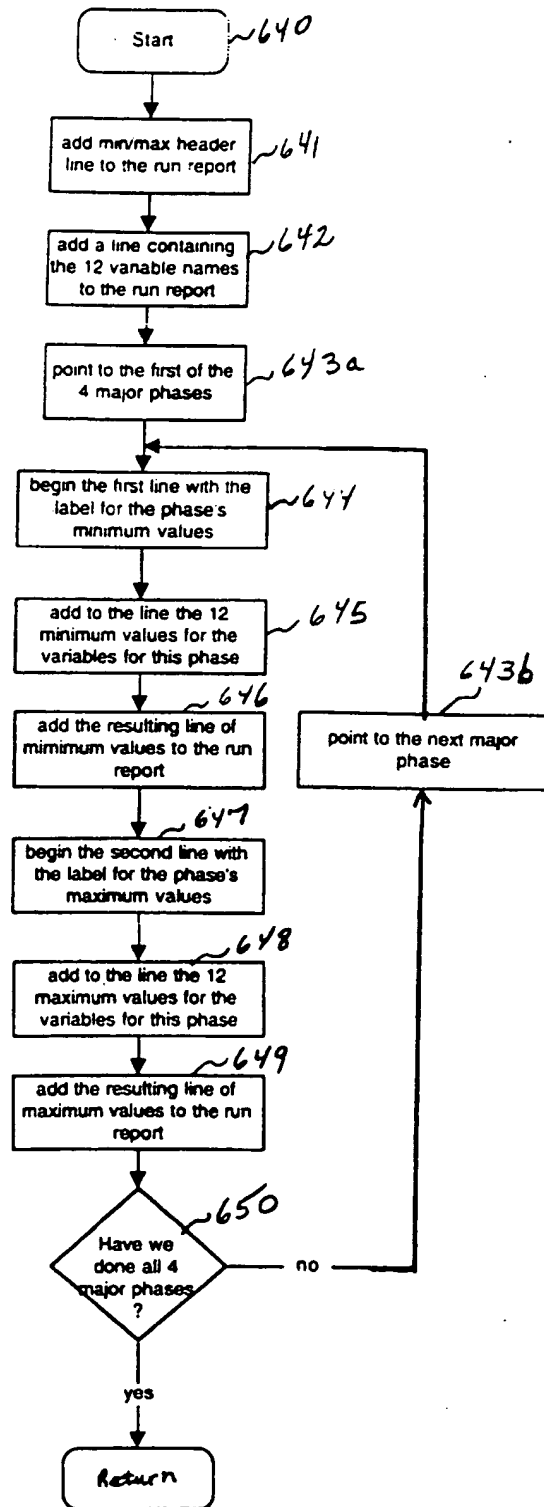 Start
640
add min/max header
line to the run report
641
add a line containing
the 12 variable names
to the run report
642
point to the first of the
4 major phases
643a
begin the first line with the
label for the phase's
minimum values
644
add to the line the 12
minimum values for the
variables for this phase
645
646
add the resulting line of
mimimum values to the run
report
643b
point to the next major
phase
647
begin the second line with
the label for the phase's
maximum values
648
add to the line the 12
maximum values for the
variables for this phase
649
add the resulting line of
maximum values to the run
report
650
Have we
done all 4
major phases
?
no
yes
Return